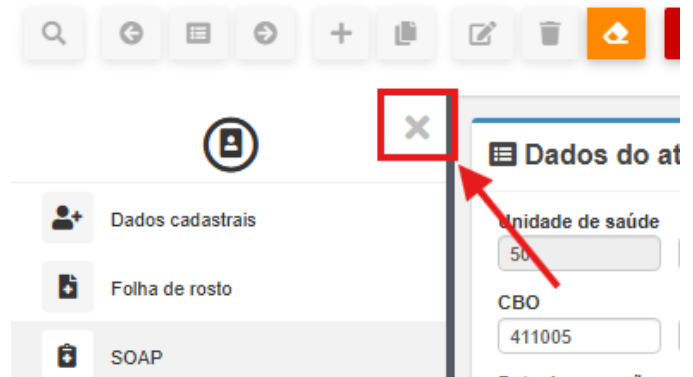 Dados do at
Dados cadastrais
Unidade de saúde
50
Folha de rosto
CBO
411005
SOAP